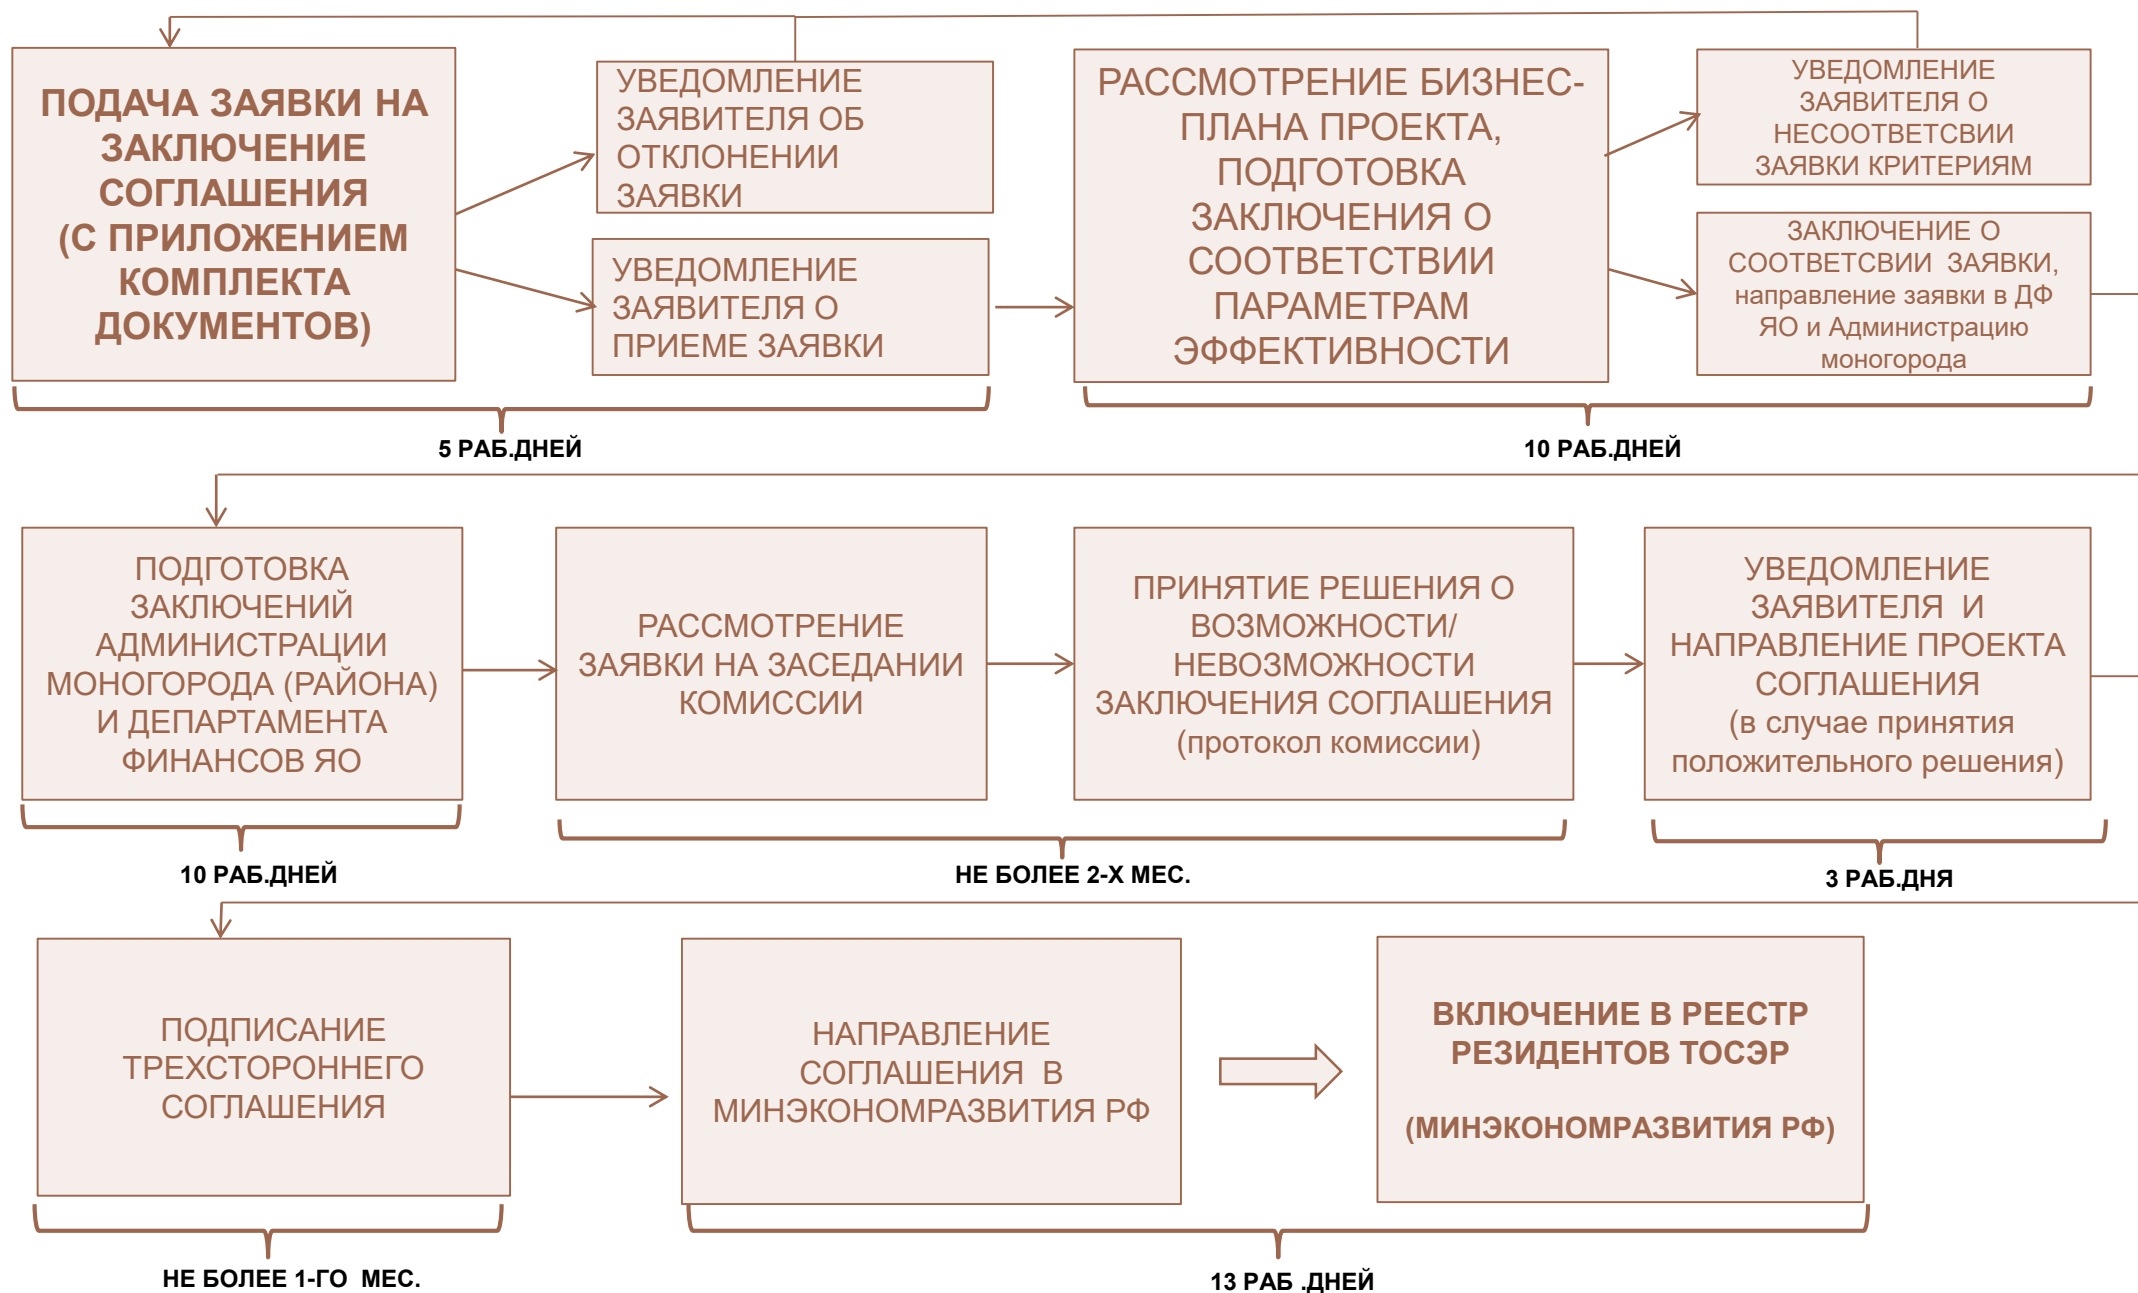 ПОДАЧА ЗАЯВКИ НА
ЗАКЛЮЧЕНИЕ
СОГЛАШЕНИЯ
(С ПРИЛОЖЕНИЕМ
КОМПЛЕКТА
ДОКУМЕНТОВ)
УВЕДОМЛЕНИЕ
ЗАЯВИТЕЛЯ ОБ
ОТКЛОНЕНИИ
ЗАЯВКИ
УВЕДОМЛЕНИЕ
ЗАЯВИТЕЛЯ О
ПРИЕМЕ ЗАЯВКИ
РАССМОТРЕНИЕ БИЗНЕС-
ПЛАНА ПРОЕКТА,
ПОДГОТОВКА
ЗАКЛЮЧЕНИЯ О
СООТВЕТСТВИИ
ПАРАМЕТРАМ
ЭФФЕКТИВНОСТИ
УВЕДОМЛЕНИЕ
ЗАЯВИТЕЛЯ О
НЕСООТВЕТСВИИ
ЗАЯВКИ КРИТЕРИЯМ
ЗАКЛЮЧЕНИЕ О
СООТВЕТСВИИ ЗАЯВКИ,
направление заявки в ДФ
ЯО и Администрацию
моногорода
5 РАБ.ДНЕЙ
10 РАБ.ДНЕЙ
ПОДГОТОВКА
ЗАКЛЮЧЕНИЙ
АДМИНИСТРАЦИИ
МОНОГОРОДА (РАЙОНА)
И ДЕПАРТАМЕНТА
ФИНАНСОВ ЯО
РАССМОТРЕНИЕ
ЗАЯВКИ НА ЗАСЕДАНИИ
КОМИССИИ
ПРИНЯТИЕ РЕШЕНИЯ О
ВОЗМОЖНОСТИ/
НЕВОЗМОЖНОСТИ
ЗАКЛЮЧЕНИЯ СОГЛАШЕНИЯ
(протокол комиссии)
УВЕДОМЛЕНИЕ
ЗАЯВИТЕЛЯ И
НАПРАВЛЕНИЕ ПРОЕКТА
СОГЛАШЕНИЯ
(в случае принятия
положительного решения)
10 РАБ.ДНЕЙ
НЕ БОЛЕЕ 2-Х МЕС.
3 РАБ.ДНЯ
ПОДПИСАНИЕ
ТРЕХСТОРОННЕГО
СОГЛАШЕНИЯ
НАПРАВЛЕНИЕ
СОГЛАШЕНИЯ В
МИНЭКОНОМРАЗВИТИЯ РФ
ВКЛЮЧЕНИЕ В РЕЕСТР
РЕЗИДЕНТОВ ТОСЭР
(МИНЭКОНОМРАЗВИТИЯ РФ)
НЕ БОЛЕЕ 1-ГО МЕС.
13 РАБ .ДНЕЙ